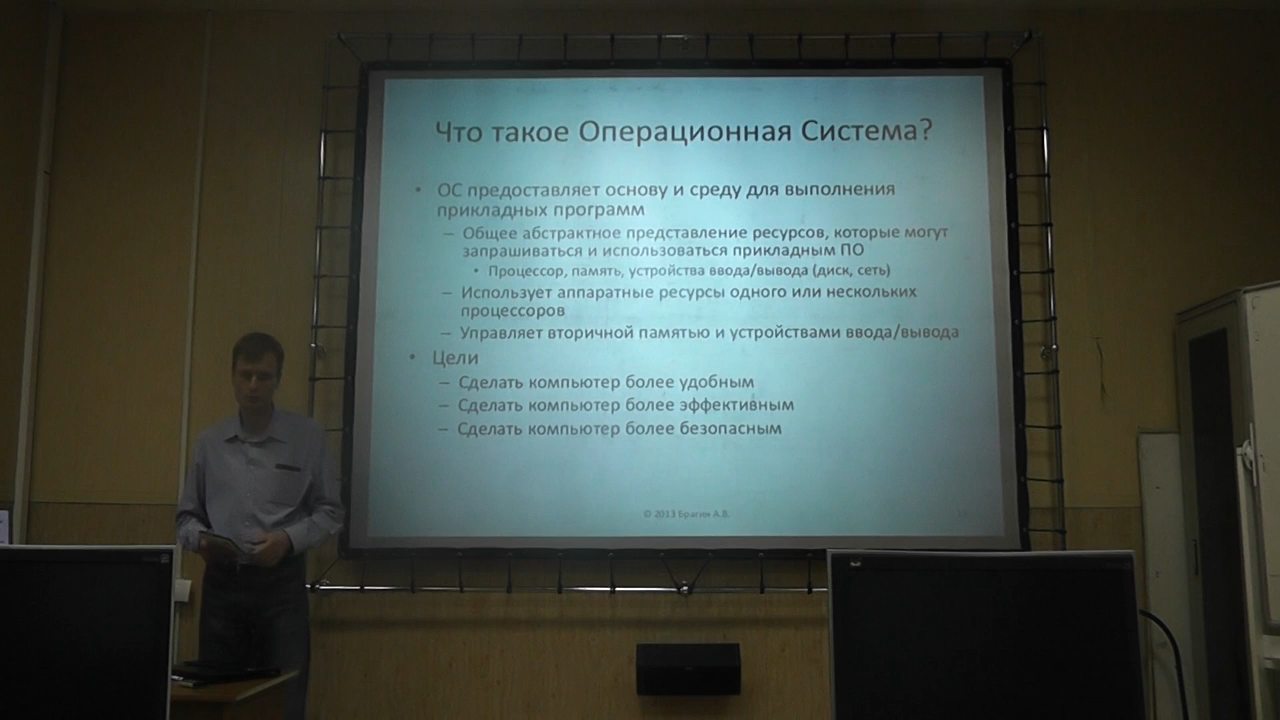 Что такое Операционная Система?
• ОС предоставляет основу и среду для выполнения
прикладных программ
– Общее абстрактное представление ресурсов, которые могут
запрашиваться и использоваться прикладным ПО
• Процессор, память, устройства ввода/вывода (диск, сеть)
– Использует аппаратные ресурсы одного или нескольких
процессоров
– Управляет вторичной памятью и устройствами ввода/вывода
• Цели
– Сделать компьютер более удобным
– Сделать компьютер более эффективным
– Сделать компьютер более безопасным
© 2013 Брагин А.В.